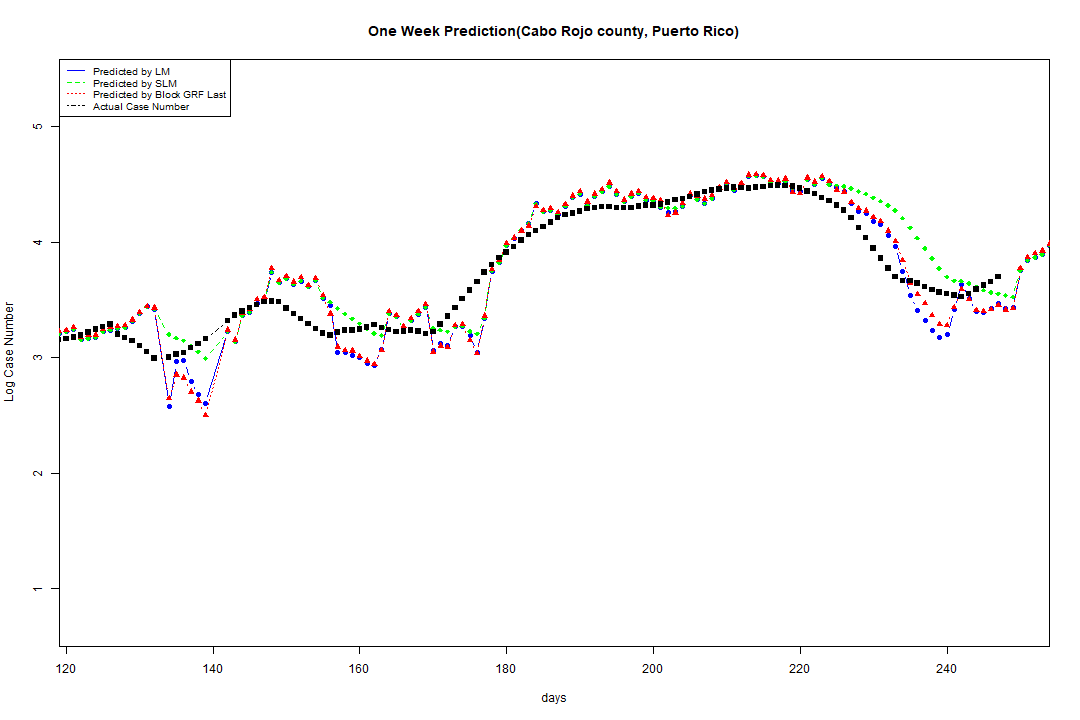 One Week Prediction(Cabo Rojo county, Puerto Rico)
Predicted by LM
Predicted by SLM
Predicted by Block GRF Last
Actual Case Number
5
4
3
2
1
Log Case Number
120 140 160 180 200 220 240
days